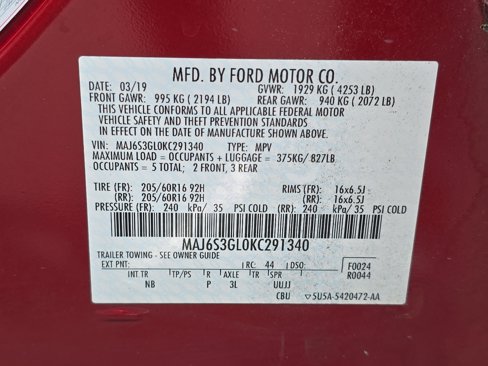 MFD. BY FORD MOTOR CO.
DATE: 03/19 GVWR: 1929 KG ( 4253 LB)
FRONT GAWR: 995 KG ( 2194 LB) REAR GAWR: 940 KG ( 2072 LB)
THIS VEHICLE CONFORMS TO ALL APPLICABLE FEDERAL MOTOR
VEHICLE SAFETY AND THEFT PREVENTION STANDARDS
IN EFFECT ON THE DATE OF MANUFACTURE SHOWN ABOVE.
VIN: MAJ6S3GL0KC291340 TYPE: MPV
MAXIMUM LOAD = OCCUPANTS + LUGGAGE = 375KG/ 827LB
OCCUPANTS = 5 TOTAL; 2 FRONT, 3 REAR
TIRE (FR): 205/60R16 92H RIMS (FR): 16x6.5J
(RR): 205/60R16 92H (RR): 16x6.5J
PRESSURE (FR): 240 kPa/ 35 PSI COLD (RR): 240 kPa/ 35 PSI COLD
MAJ6S3GL0KC291340
TRAILER TOWING - SEE OWNER GUIDE
EXT PNT: RC: 44 DSO: F0024
R0044
INT TR TP/PS R AXLE TR SPR
NB P 3L UUJJ
CBU 5U5A-5420472-AA